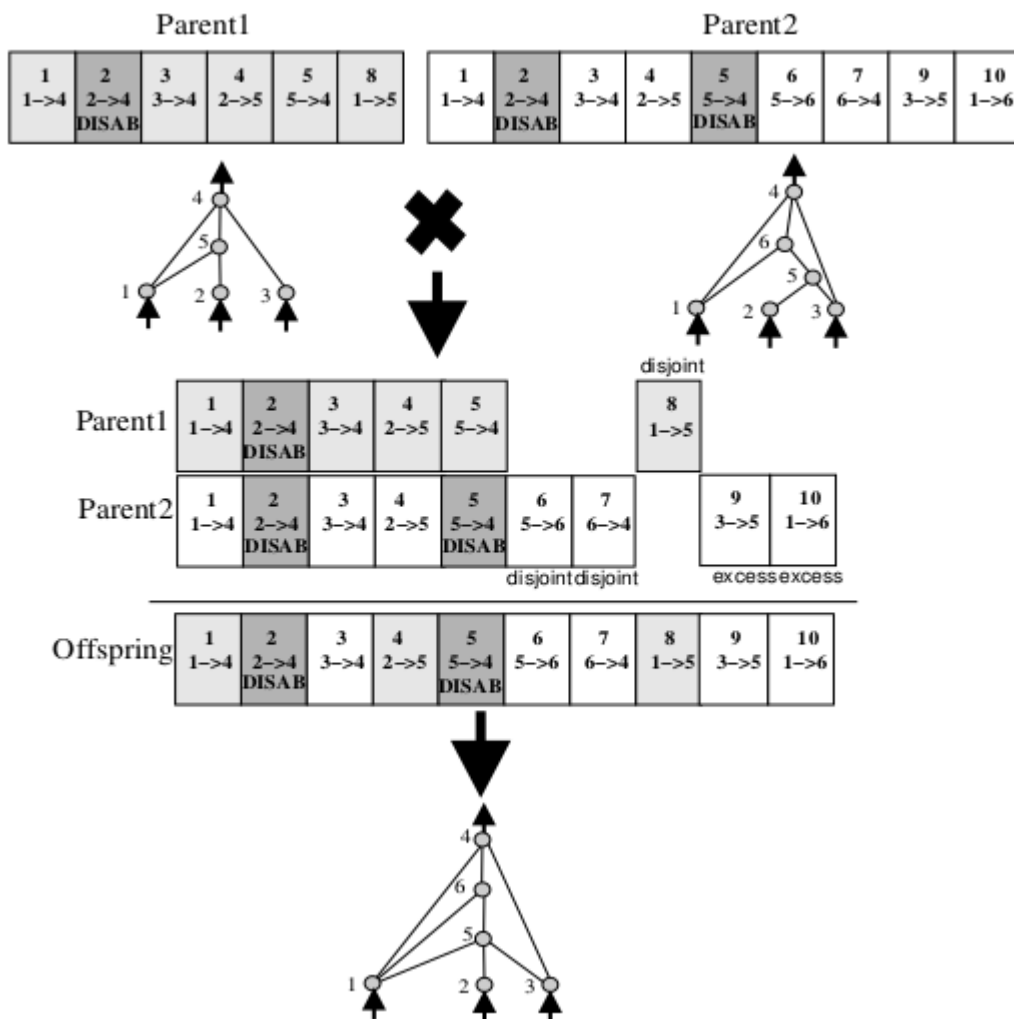 Parent1 Parent2
1 2 3 4 5 8 1 2 3 4 5 6 7 9 10
1->4 2->4 3->4 2->5 5->4 1->5 1->4 2->4 3->4 2->5 5->4 5->6 6->4 3->5 1->6
DISAB DISAB DISAB
4 4
5 6
5
1 2 3 1 2 3
disjoint
Parent1 1 2 3 4 5 8
1->4 2->4 3->4 2->5 5->4 1->5
DISAB
Parent2 1 2 3 4 5 6 7 9 10
1->4 2->4 3->4 2->5 5->4 5->6 6->4 3->5 1->6
DISAB DISAB
disjoint disjoint excess excess
Offspring 1 2 3 4 5 6 7 8 9 10
1->4 2->4 3->4 2->5 5->4 5->6 6->4 1->5 3->5 1->6
DISAB DISAB
4
6
5
1 2 3